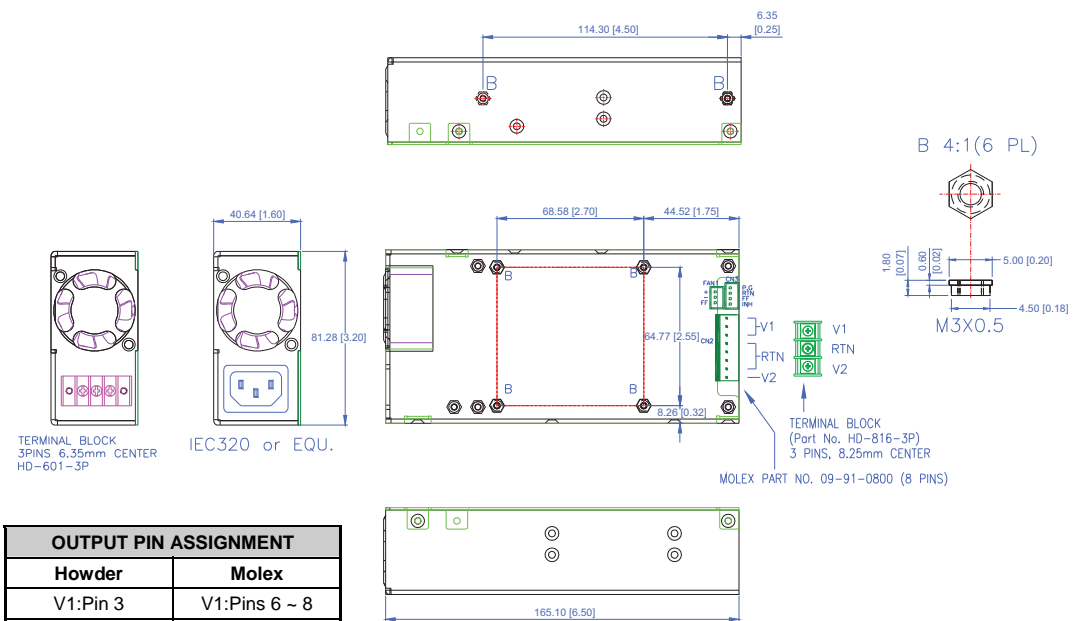 6.35
[0.25]
114.30 [4.50]
B
B
B 4:1(6 PL)
40.64 [1.60]
68.58 [2.70]
44.52 [1.75]
1.80
[0.07]
0.60
[0.02]
5.00 [0.20]
4.50 [0.18]
M3X0.5
81.28 [3.20]
B
B
FAN1
CN3
+
-
FF
P.G
RTN
FF
INH
64.77 [2.55]
CN2
V1
RTN
V2
V1
RTN
V2
B
B
8.26 [0.32]
TERMINAL BLOCK
3PINS 6.35mm CENTER
HD-601-3P
IEC320 or EQU.
TERMINAL BLOCK
(Part No. HD-816-3P)
3 PINS, 8.25mm CENTER
MOLEX PART NO. 09-91-0800 (8 PINS)
OUTPUT PIN ASSIGNMENT
Howder Molex
V1:Pin 3 V1:Pins 6 ~ 8
165.10 [6.50]